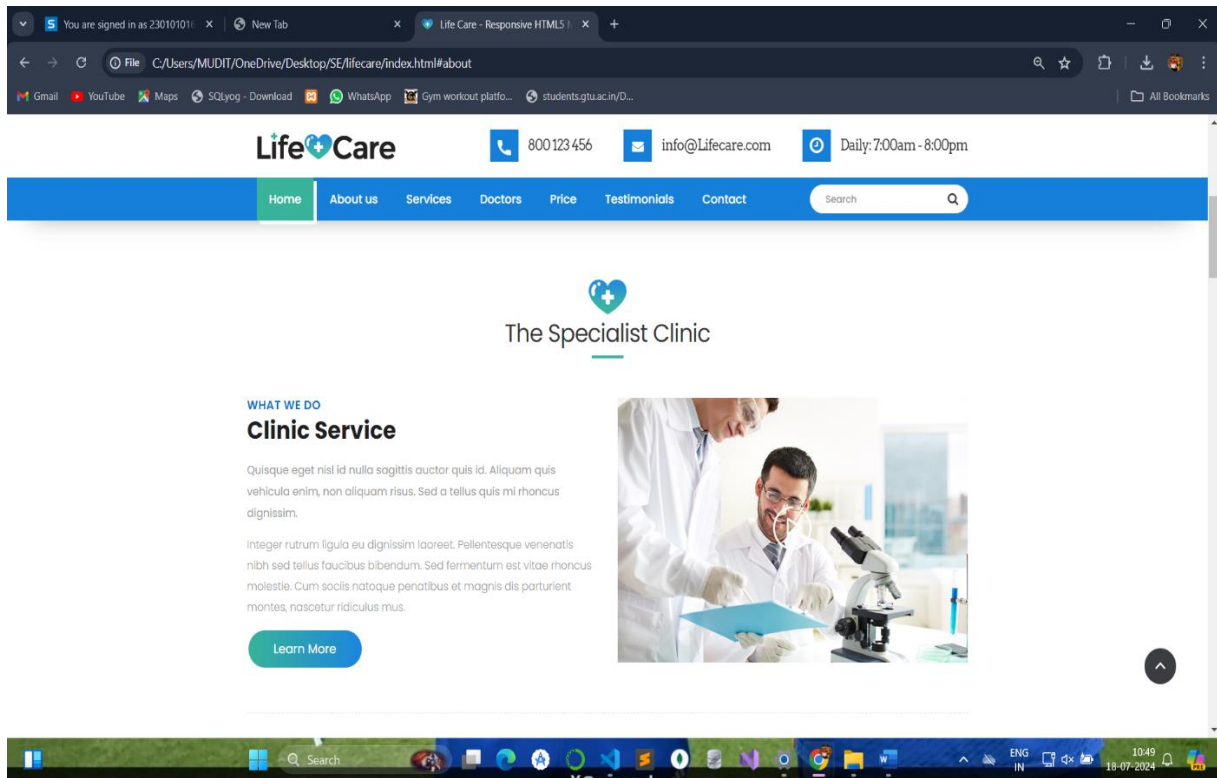 You are signed in as 230101016
New Tab
Life Care - Responsive HTML5
File C:/Users/MUDIT/OneDrive/Desktop/SE/lifecare/index.html#about
Gmail YouTube Maps SQLyog - Download WhatsApp Gym workout platfo... students.gtu.ac.in/D... All Bookmarks
Life Care 800 123 456 info@Lifecare.com Daily: 7:00am - 8:00pm
Home About us Services Doctors Price Testimonials Contact Search
The Specialist Clinic
WHAT WE DO
Clinic Service
Quisque eget nisl id nulla sagittis auctor quis id. Aliquam quis
vehicula enim, non aliquam risus. Sed a tellus quis mi rhoncus
dignissim.
Integer rutrum ligula eu dignissim laoreet. Pellentesque venenatis
nibh sed tellus faucibus bibendum. Sed fermentum est vitae rhoncus
molestie. Cum sociis natoque penatibus et magnis dis parturient
montes, nascetur ridiculus mus.
Learn More
Search
ENG
IN
10:49
18-07-2024